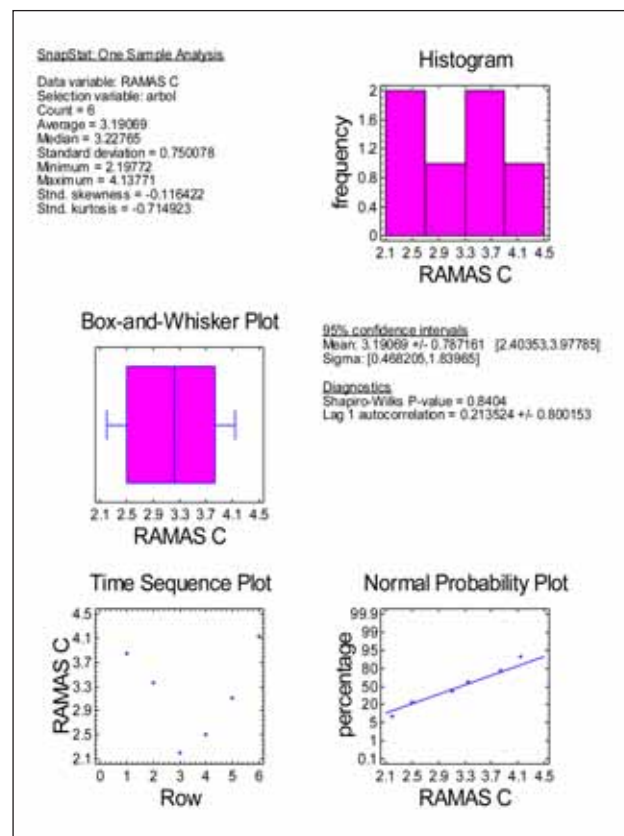 SnapStat: One Sample Analysis
Data variable: RAMAS C
Selection variable: arbol
Count = 6
Average = 3.19069
Median = 3.22765
Standard deviation = 0.750078
Minimum = 2.19772
Maximum = 4.13771
Stnd. skewness = -0.116422
Stnd. kurtosis = -0.714923
Histogram
frequency
2
1.6
1.2
0.8
0.4
0
2.1 2.5 2.9 3.3 3.7 4.1 4.5
RAMAS C
Box-and-Whisker Plot
2.1 2.5 2.9 3.3 3.7 4.1 4.5
RAMAS C
95% confidence intervals
Mean: 3.19069 +/- 0.787161 [2.40353,3.97785]
Sigma: [0.468205,1.83965]
Diagnostics
Shapiro-Wilks P-value = 0.8404
Lag 1 autocorrelation = 0.213524 +/- 0.800153
Time Sequence Plot
RAMAS C
4.5
4.1
3.7
3.3
2.9
2.5
2.1
0 1 2 3 4 5 6
Row
Normal Probability Plot
percentage
99.9
99
95
80
50
20
5
1
0.1
2.1 2.5 2.9 3.3 3.7 4.1 4.5
RAMAS C